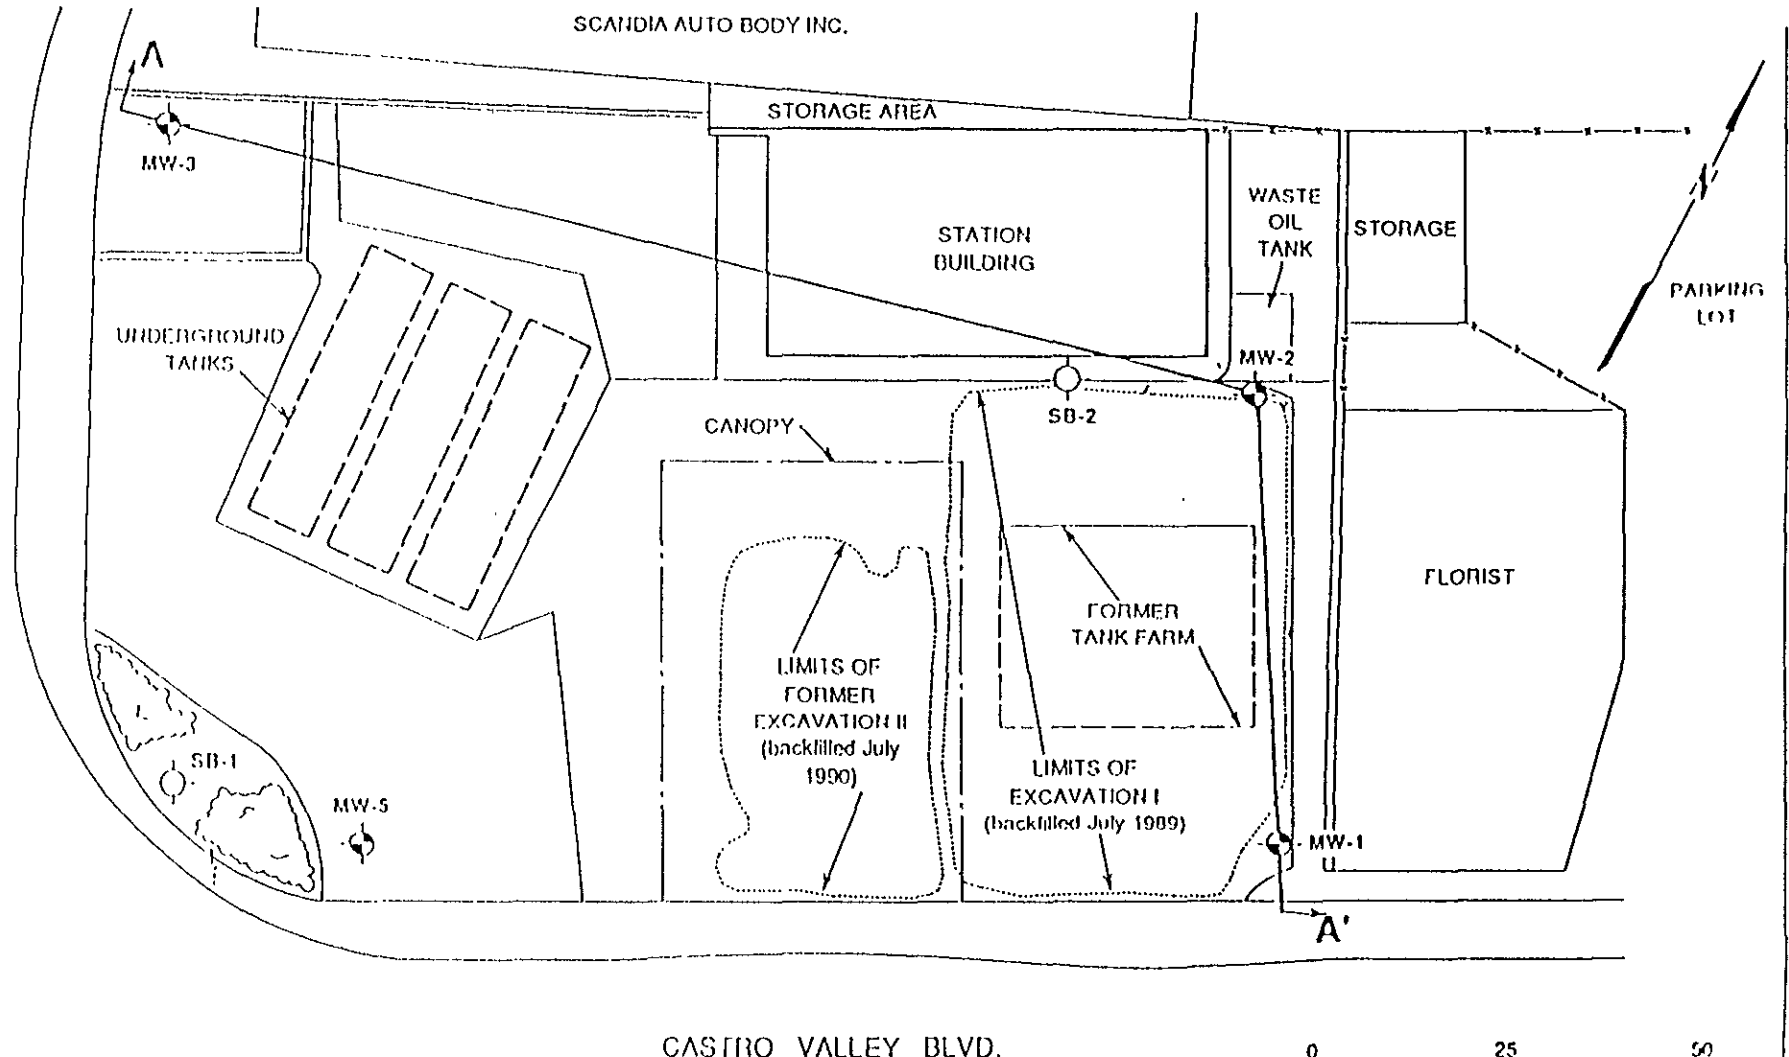 SCANDIA AUTO BODY INC.
A
STORAGE AREA
MW-3
WASTE
OIL
TANK
STORAGE
STATION
BUILDING
PARKING
LOT
UNDERGROUND
TANKS
MW-2
SB-2
CANOPY
FLORIST
FORMER
TANK FARM
LIMITS OF
FORMER
EXCAVATION II
(backfilled July
1990)
LIMITS OF
EXCAVATION I
(backfilled July 1989)
SB-1
MW-5
MW-1
A'
CASTRO VALLEY BLVD.
0 25 50